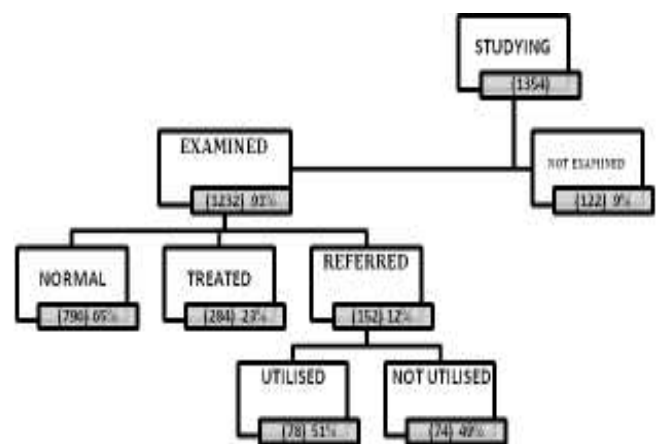 STUDYING
(1354)
EXAMINED
(1232) 91%
NOT EXAMINED
(122) 9%
NORMAL
(796) 65%
TREATED
(284) 23%
REFERRED
(152) 12%
UTILISED
(78) 51%
NOT UTILISED
(74) 49%